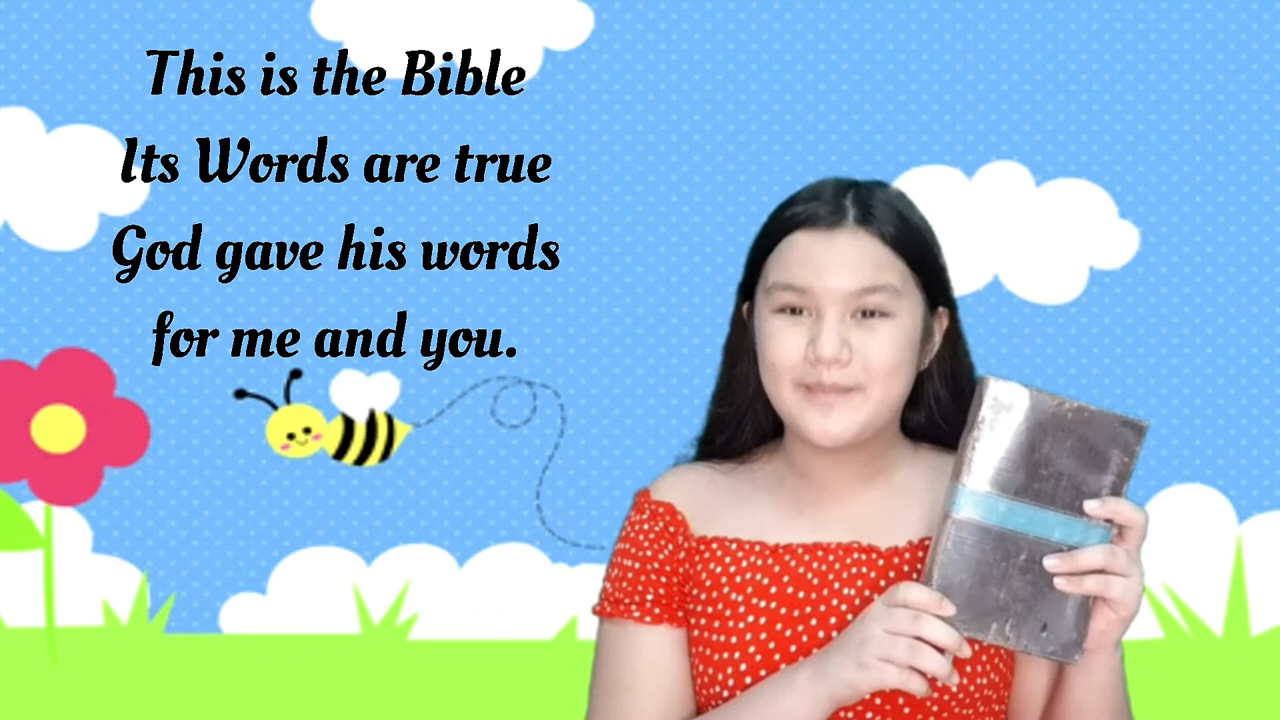 This is the Bible
Its Words are true
God gave his words
for me and you.